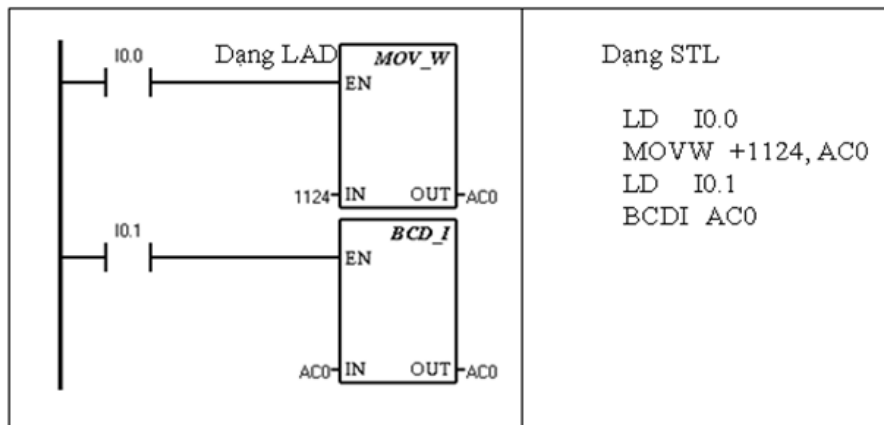 I0.0
Dạng LAD
MOV_W
EN
1124 IN OUT AC0
I0.1
BCD_I
EN
AC0 IN OUT AC0
Dạng STL
LD I0.0
MOVW +1124, AC0
LD I0.1
BCDI AC0